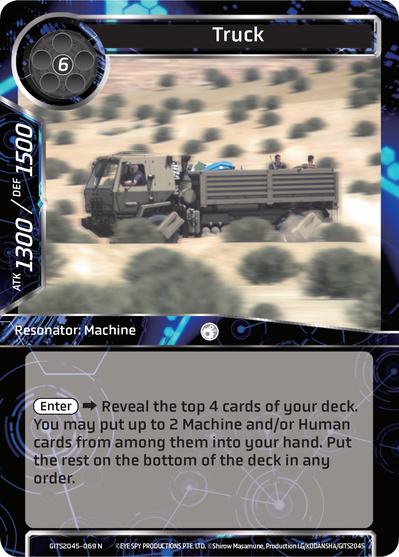 Truck
6
ATK 1300 / DEF 1500
Resonator: Machine
Enter ➡ Reveal the top 4 cards of your deck.
You may put up to 2 Machine and/or Human
cards from among them into your hand. Put
the rest on the bottom of the deck in any
order.
GITS2045-069 N ©EYE SPY PRODUCTIONS PTE. LTD. ©Shirow Masamune, Production I.G/KODANSHA/GITS2045